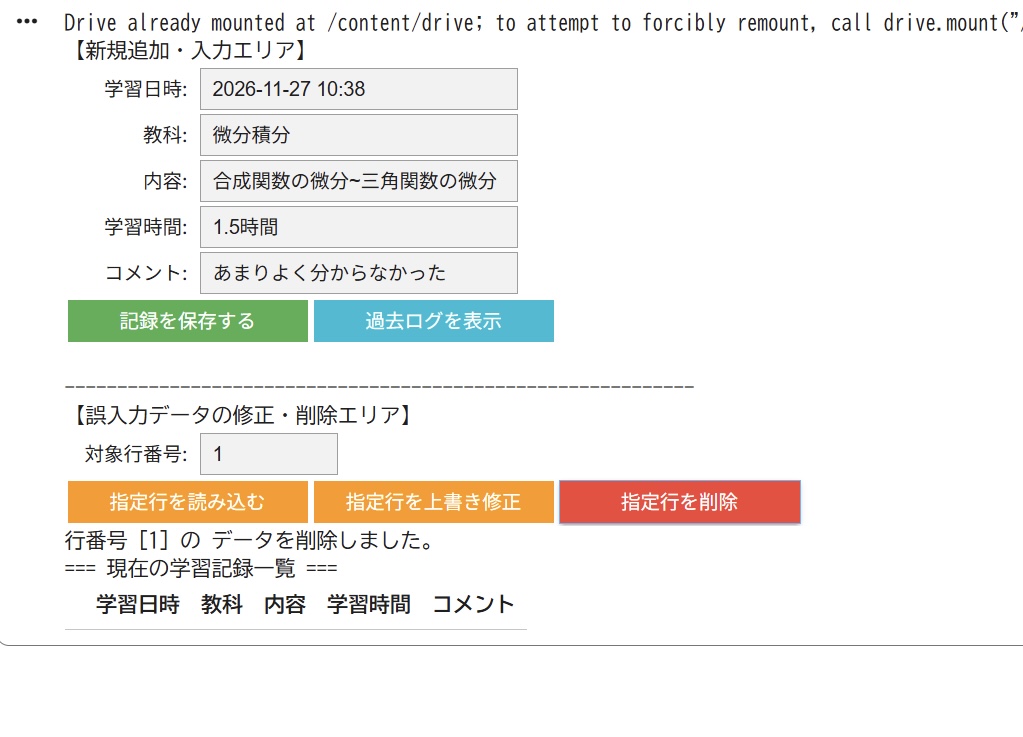 Drive already mounted at /content/drive; to attempt to forcibly remount, call drive.mount("/
【新規追加・入力エリア】
学習日時: 2026-11-27 10:38
教科: 微分積分
内容: 合成関数の微分~三角関数の微分
学習時間: 1.5時間
コメント: あまりよく分からなかった
記録を保存する 過去ログを表示
------------------------------------------------------------
【誤入力データの修正・削除エリア】
対象行番号: 1
指定行を読み込む 指定行を上書き修正 指定行を削除
行番号 [1] の データを削除しました。
=== 現在の学習記録一覧 ===
学習日時 教科 内容 学習時間 コメント